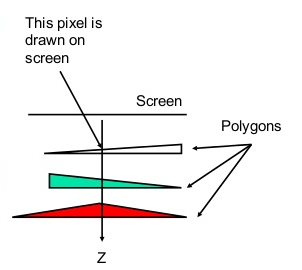 This pixel is
drawn on
screen
Screen
Polygons
Z